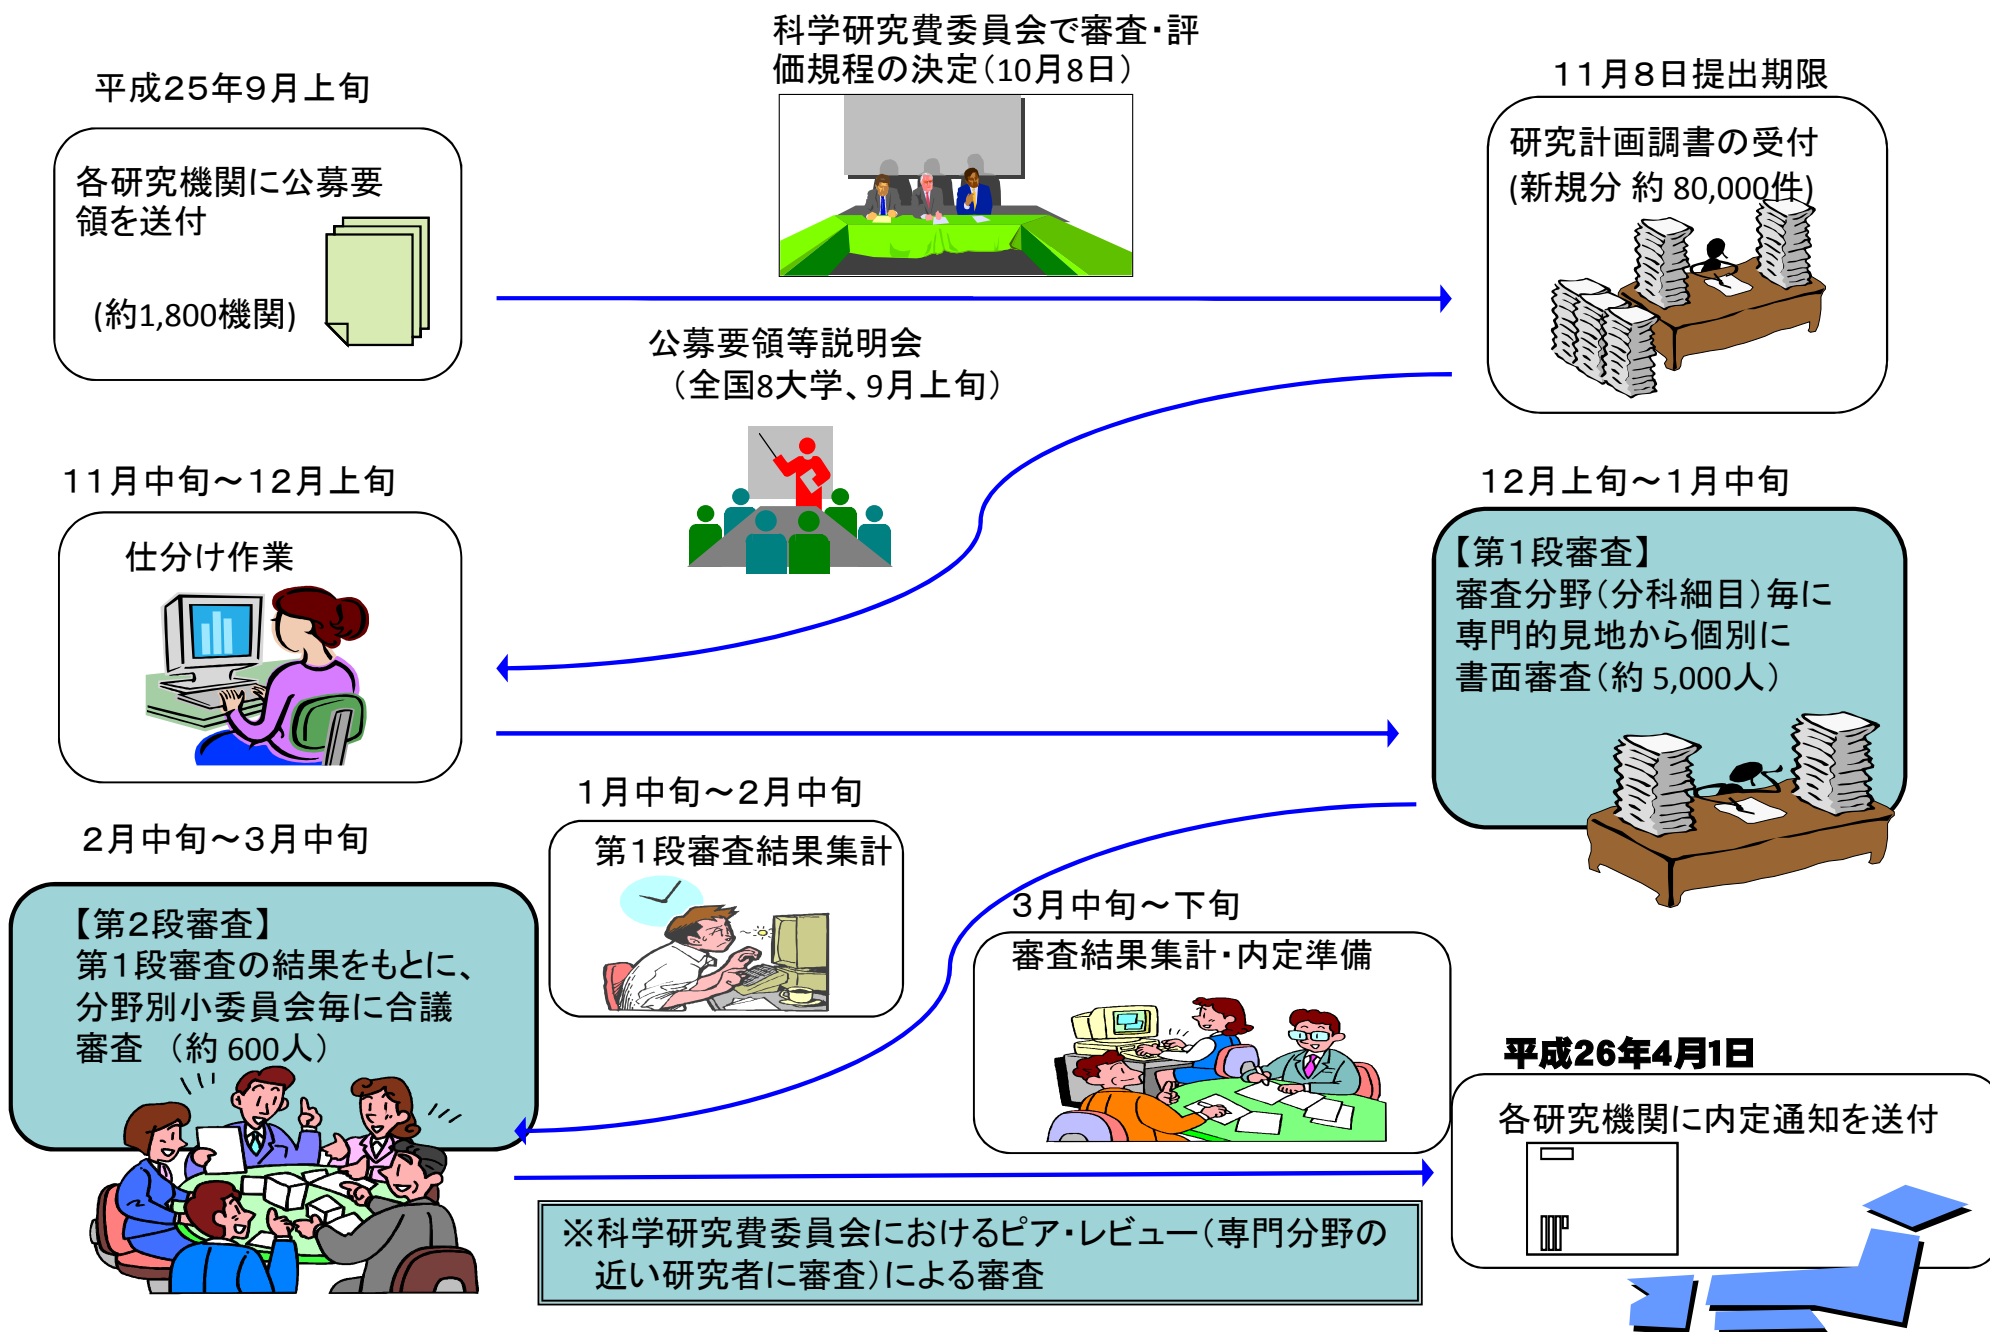 平成25年9月上旬
各研究機関に公募要
領を送付
(約1,800機関)
科学研究費委員会で審査・評
価規程の決定(10月8日)
公募要領等説明会
(全国8大学、9月上旬)
11月8日提出期限
研究計画調書の受付
(新規分 約 80,000件)
11月中旬～12月上旬
仕分け作業
12月上旬～1月中旬
【第1段審査】
審査分野(分科細目)毎に
専門的見地から個別に
書面審査(約 5,000人)
1月中旬～2月中旬
第1段審査結果集計
2月中旬～3月中旬
【第2段審査】
第1段審査の結果をもとに、
分野別小委員会毎に合議
審査 (約 600人)
3月中旬～下旬
審査結果集計・内定準備
平成26年4月1日
各研究機関に内定通知を送付
※科学研究費委員会におけるピア・レビュー(専門分野の
近い研究者に審査)による審査